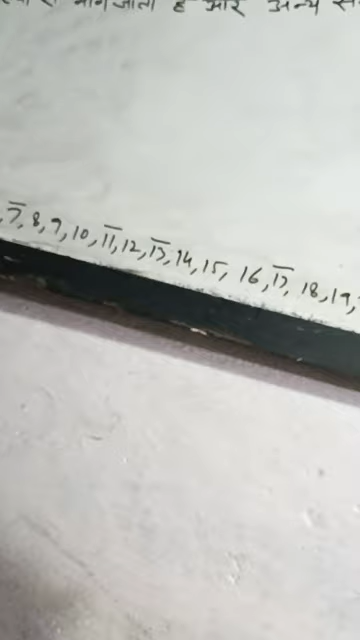 जाता है और अन्य
, 7̅, 8, 9, 10, 1̅1̅, 12, 1̅3̅, 14, 15, 16, 1̅7̅, 18, 19,